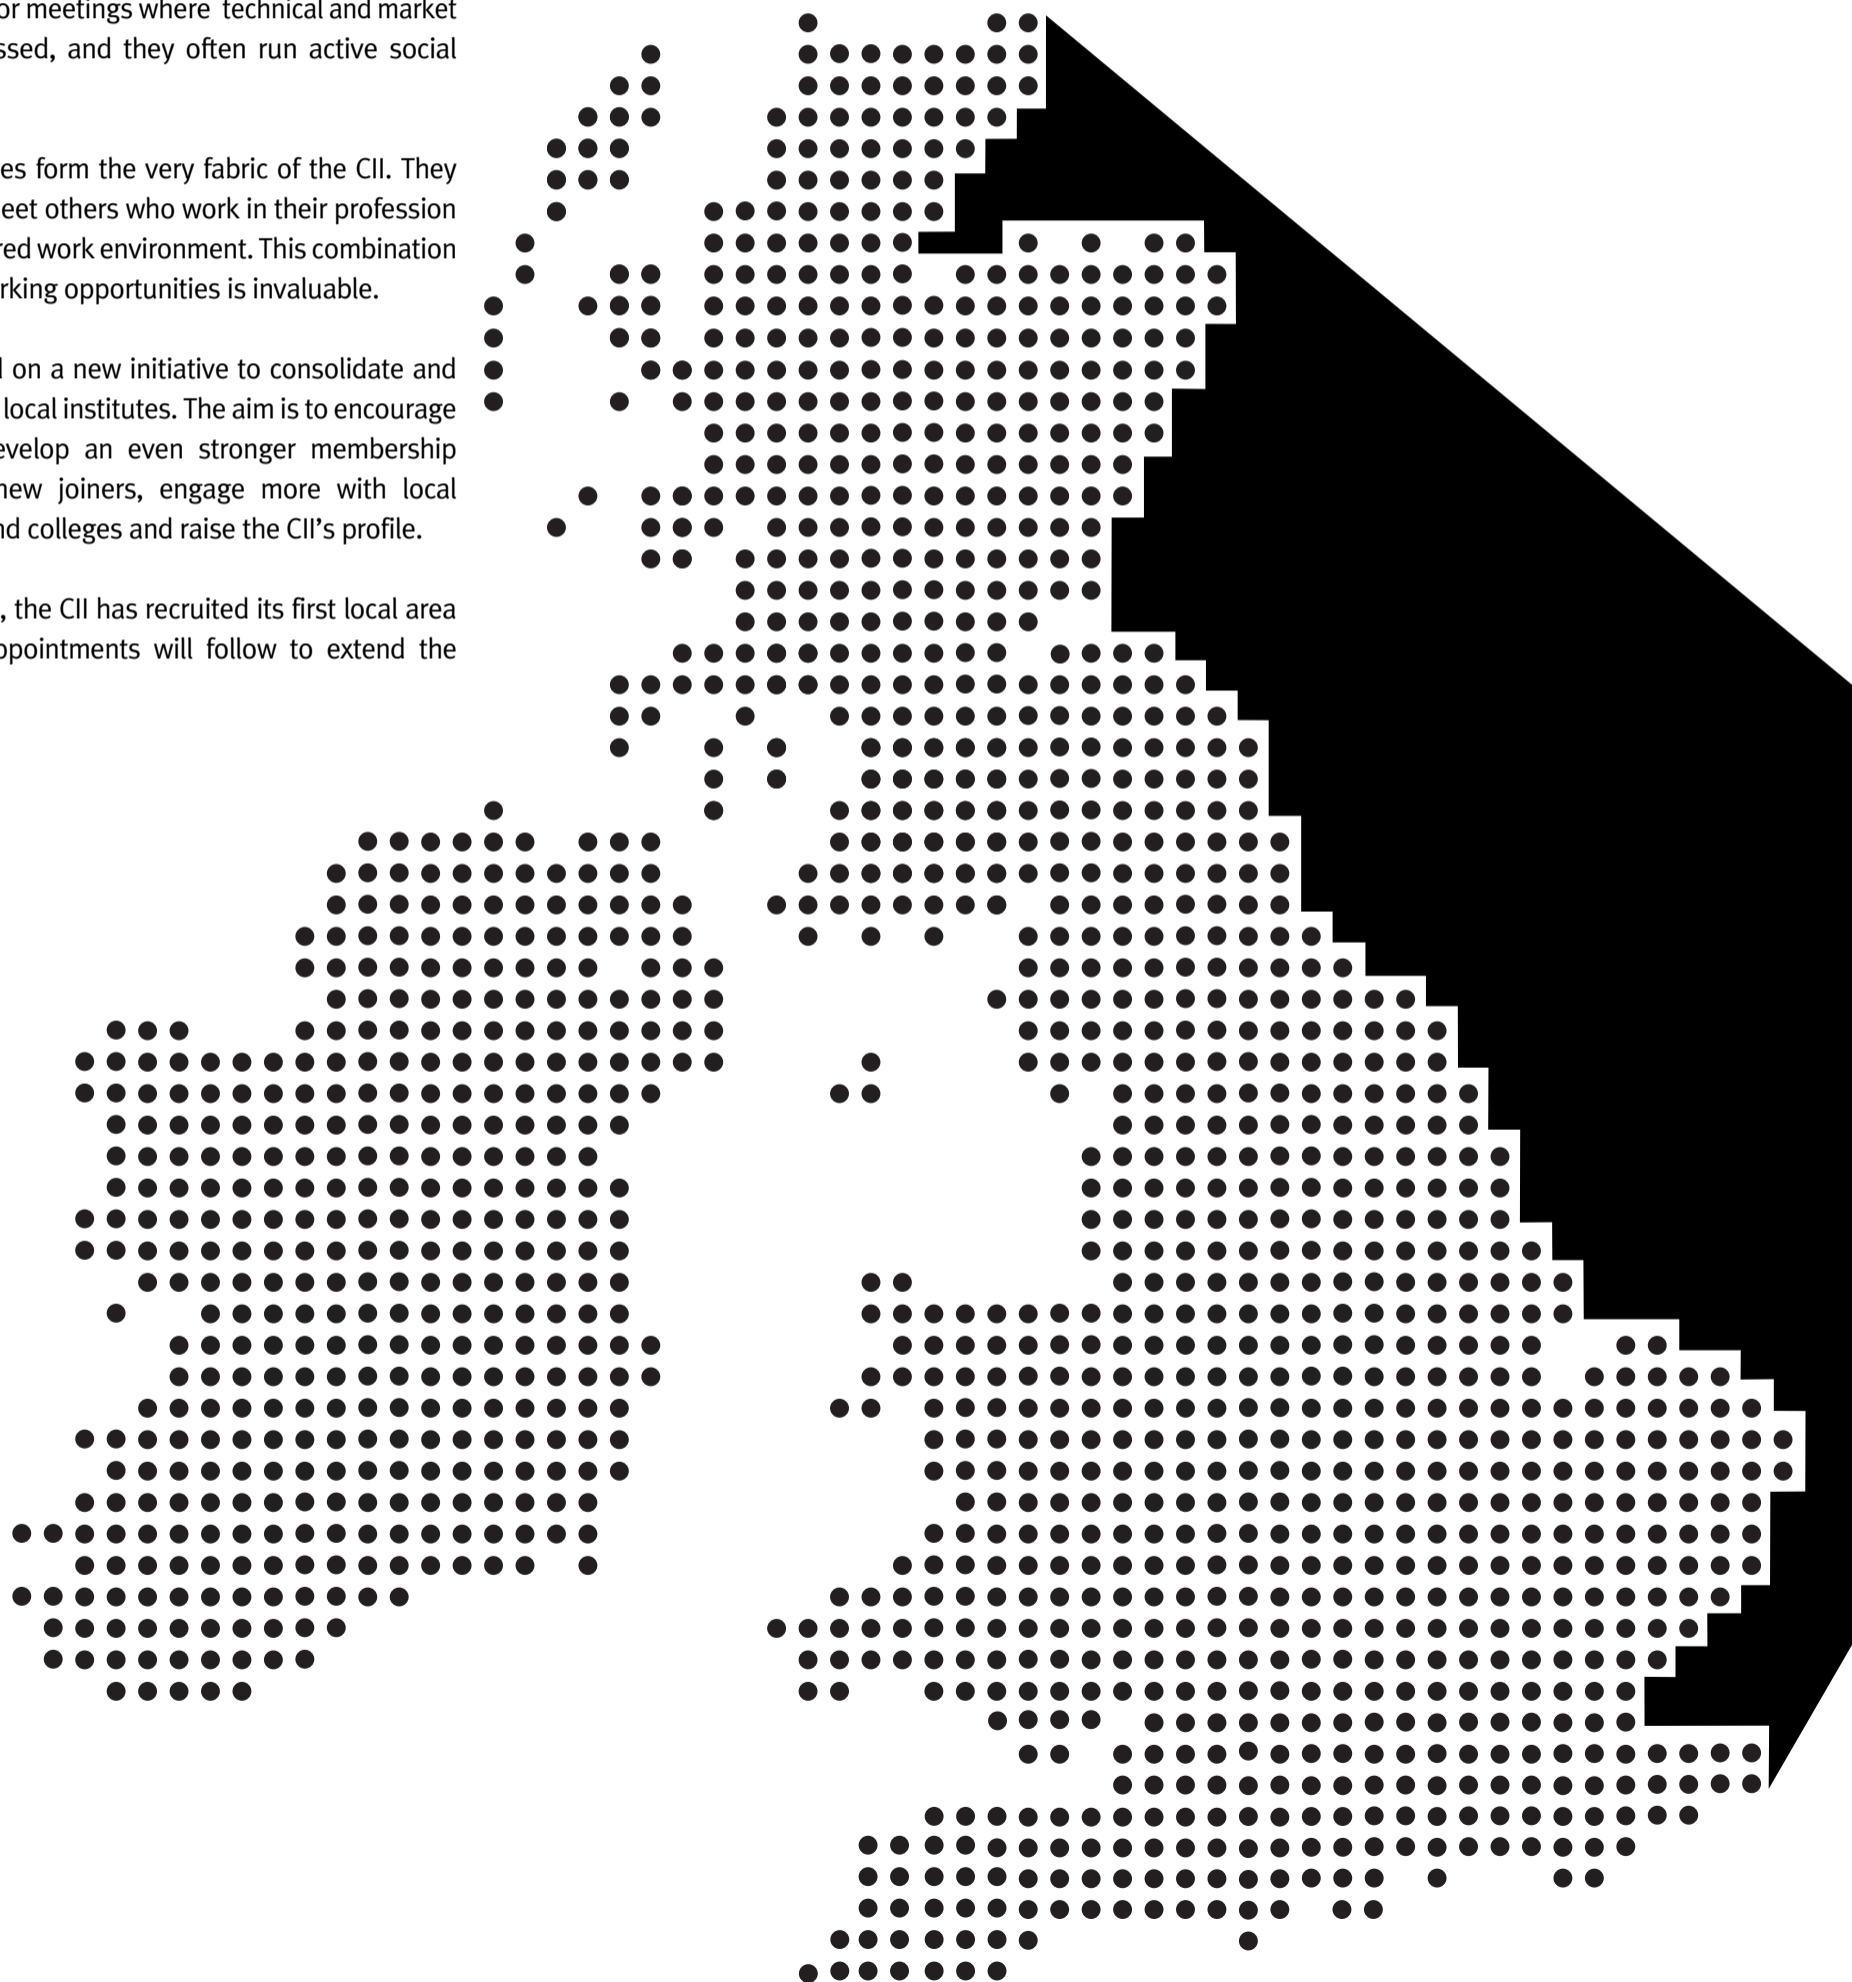 or meetings where technical and market
ssed, and they often run active social
es form the very fabric of the CII. They
eet others who work in their profession
red work environment. This combination
rking opportunities is invaluable.
d on a new initiative to consolidate and
local institutes. The aim is to encourage
evelop an even stronger membership
new joiners, engage more with local
nd colleges and raise the CII’s profile.
, the CII has recruited its first local area
ppointments will follow to extend the